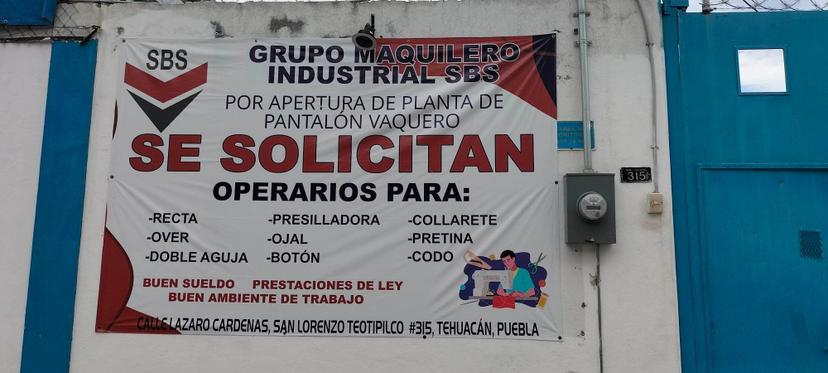 SBS
GRUPO MAQUILERO
INDUSTRIAL SBS
POR APERTURA DE PLANTA DE
PANTALÓN VAQUERO
SE SOLICITAN
OPERARIOS PARA:
-RECTA -PRESILLADORA -COLLARETE
-OVER -OJAL -PRETINA
-DOBLE AGUJA -BOTÓN -CODO
BUEN SUELDO PRESTACIONES DE LEY
BUEN AMBIENTE DE TRABAJO
CALLE LAZARO CARDENAS, SAN LORENZO TEOTIPILCO #315, TEHUACÁN, PUEBLA
315